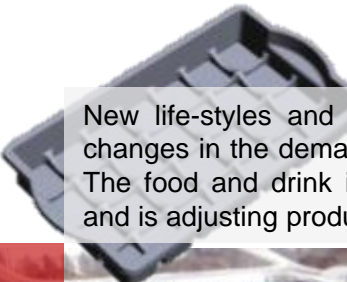 New life-styles and
changes in the dema
The food and drink i
and is adjusting produ